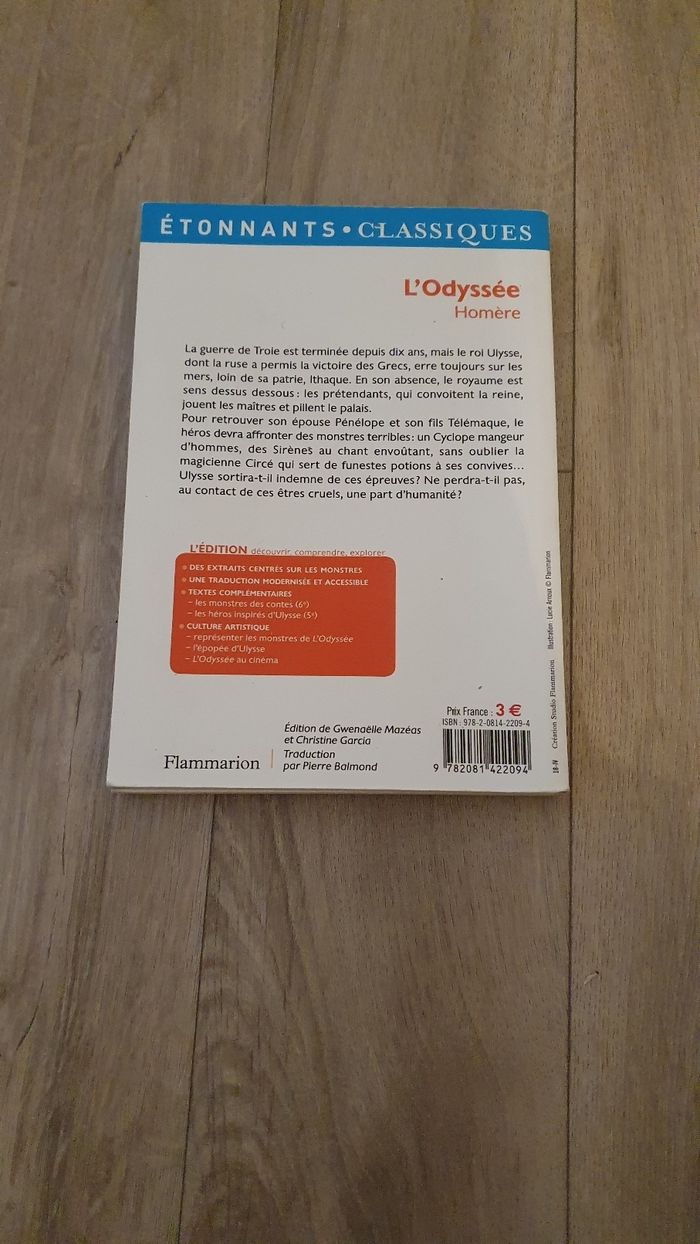 ÉTONNANTS • CLASSIQUES
L'Odyssée
Homère
La guerre de Troie est terminée depuis dix ans, mais le roi Ulysse,
dont la ruse a permis la victoire des Grecs, erre toujours sur les
mers, loin de sa patrie, Ithaque. En son absence, le royaume est
sens dessus dessous : les prétendants, qui convoitent la reine,
jouent les maîtres et pillent le palais.
Pour retrouver son épouse Pénélope et son fils Télémaque, le
héros devra affronter des monstres terribles : un Cyclope mangeur
d'hommes, des Sirènes au chant envoûtant, sans oublier la
magicienne Circé qui sert de funestes potions à ses convives...
Ulysse sortira-t-il indemne de ces épreuves ? Ne perdra-t-il pas,
au contact de ces êtres cruels, une part d'humanité ?
L'ÉDITION découvrir, comprendre, explorer
• DES EXTRAITS CENTRÉS SUR LES MONSTRES
• UNE TRADUCTION MODERNISÉE ET ACCESSIBLE
• TEXTES COMPLÉMENTAIRES
– les monstres des contes (6e)
– les héros inspirés d'Ulysse (5e)
• CULTURE ARTISTIQUE
– représenter les monstres de L'Odyssée
– l'épopée d'Ulysse
– L'Odyssée au cinéma
Flammarion
Édition de Gwenaëlle Mazéas
et Christine Garcia
Traduction
par Pierre Balmond
Prix France : 3 €
ISBN : 978-2-0814-2209-4
9 782081 422094
18-IV Création Studio Flammarion Illustration : Lucie Arnoux © Flammarion